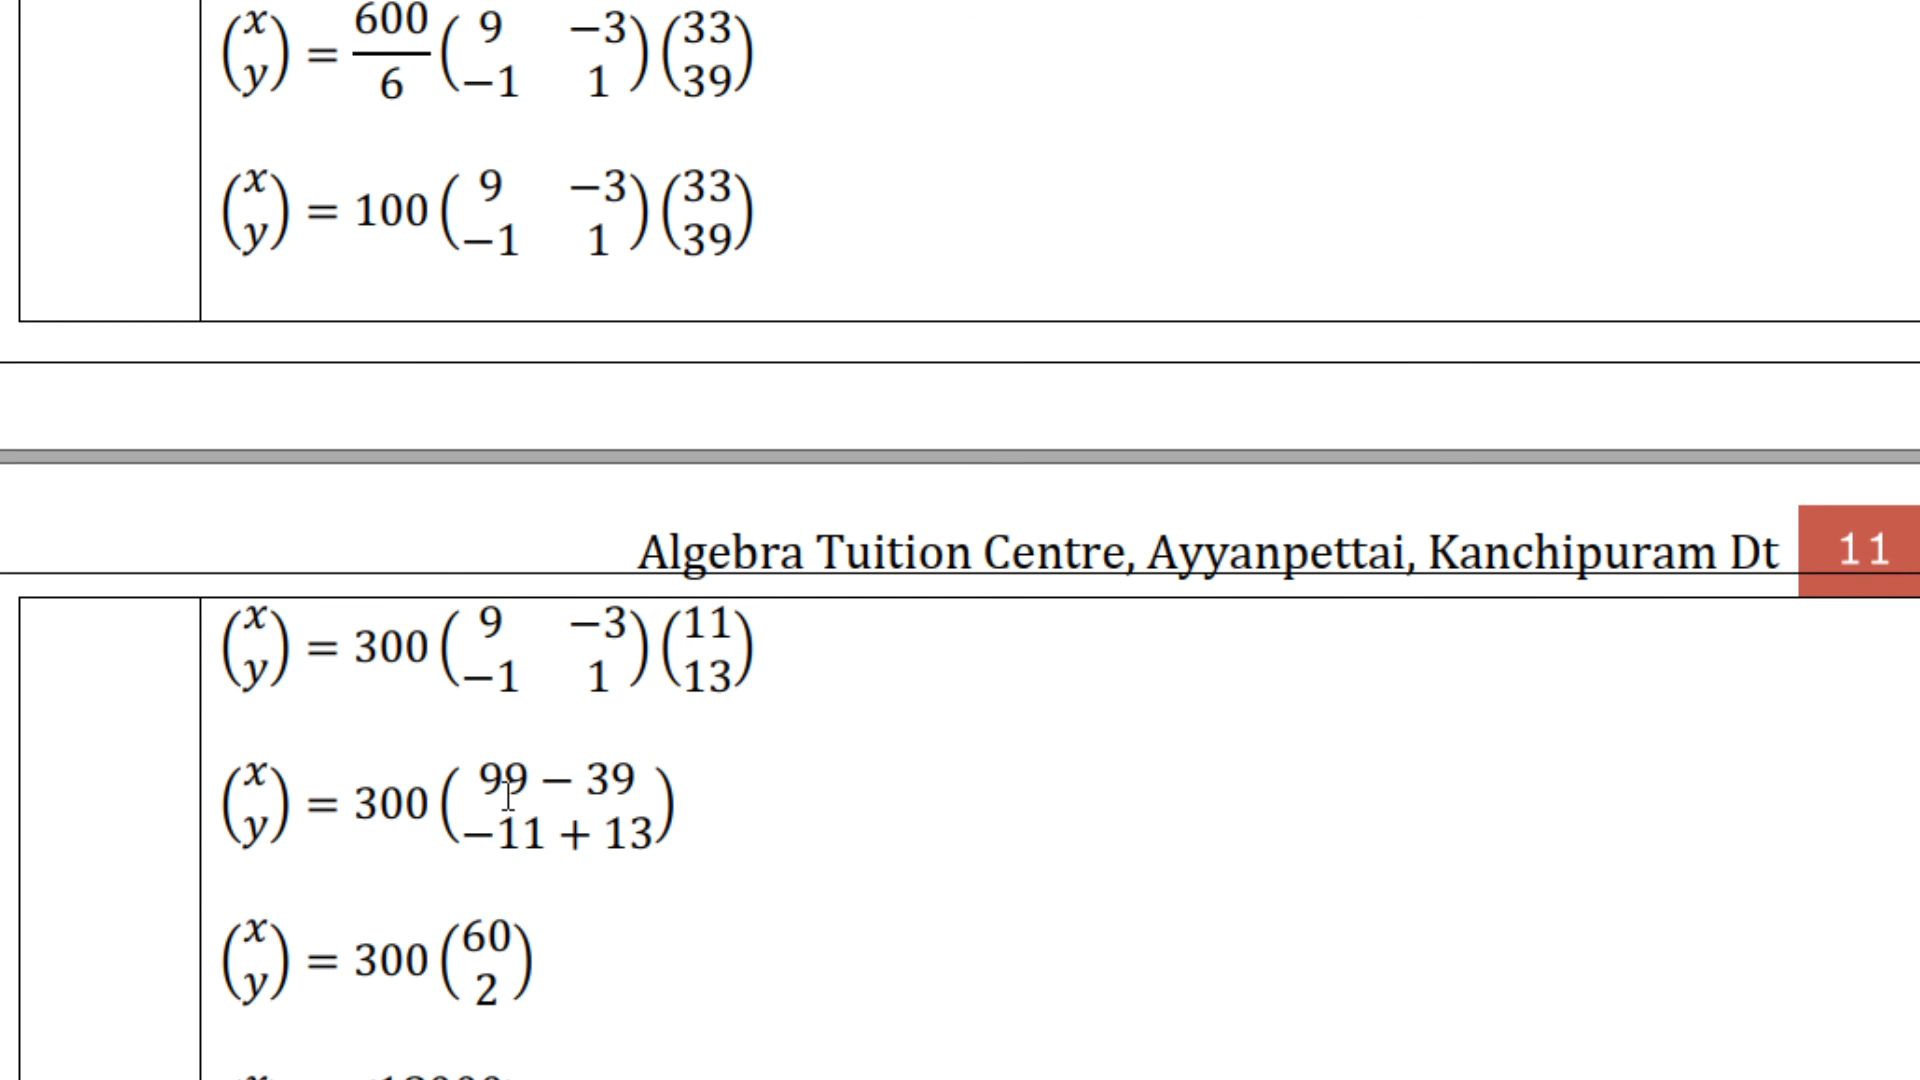 (x y) = 600/6 (9 −3 −1 1)(33 39)
(x y) = 100 (9 −3 −1 1)(33 39)
Algebra Tuition Centre, Ayyanpettai, Kanchipuram Dt 11
(x y) = 300 (9 −3 −1 1)(11 13)
(x y) = 300 (99 − 39 −11 + 13)
(x y) = 300 (60 2)